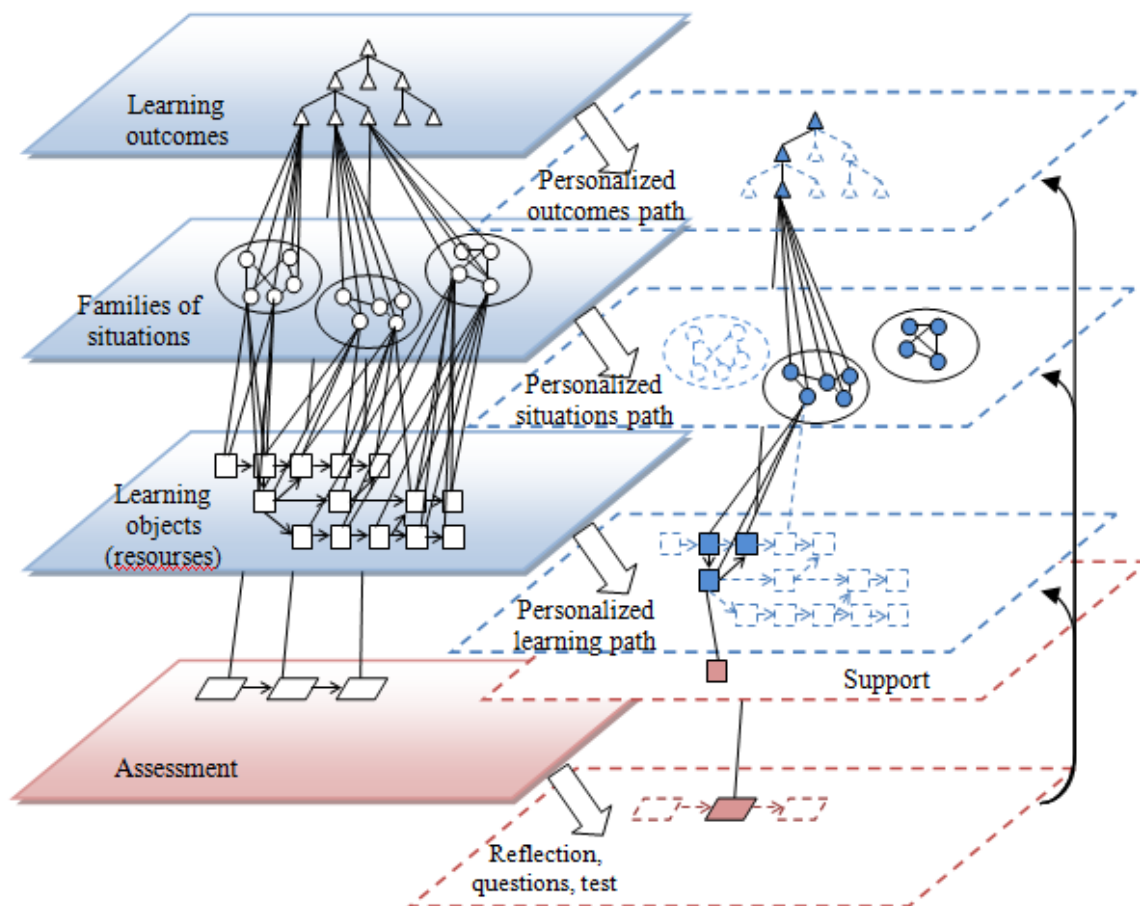 Learning
outcomes
Personalized
outcomes path
Families of
situations
Personalized
situations path
Learning
objects
(resourses)
Personalized
learning path
Support
Assessment
Reflection,
questions, test